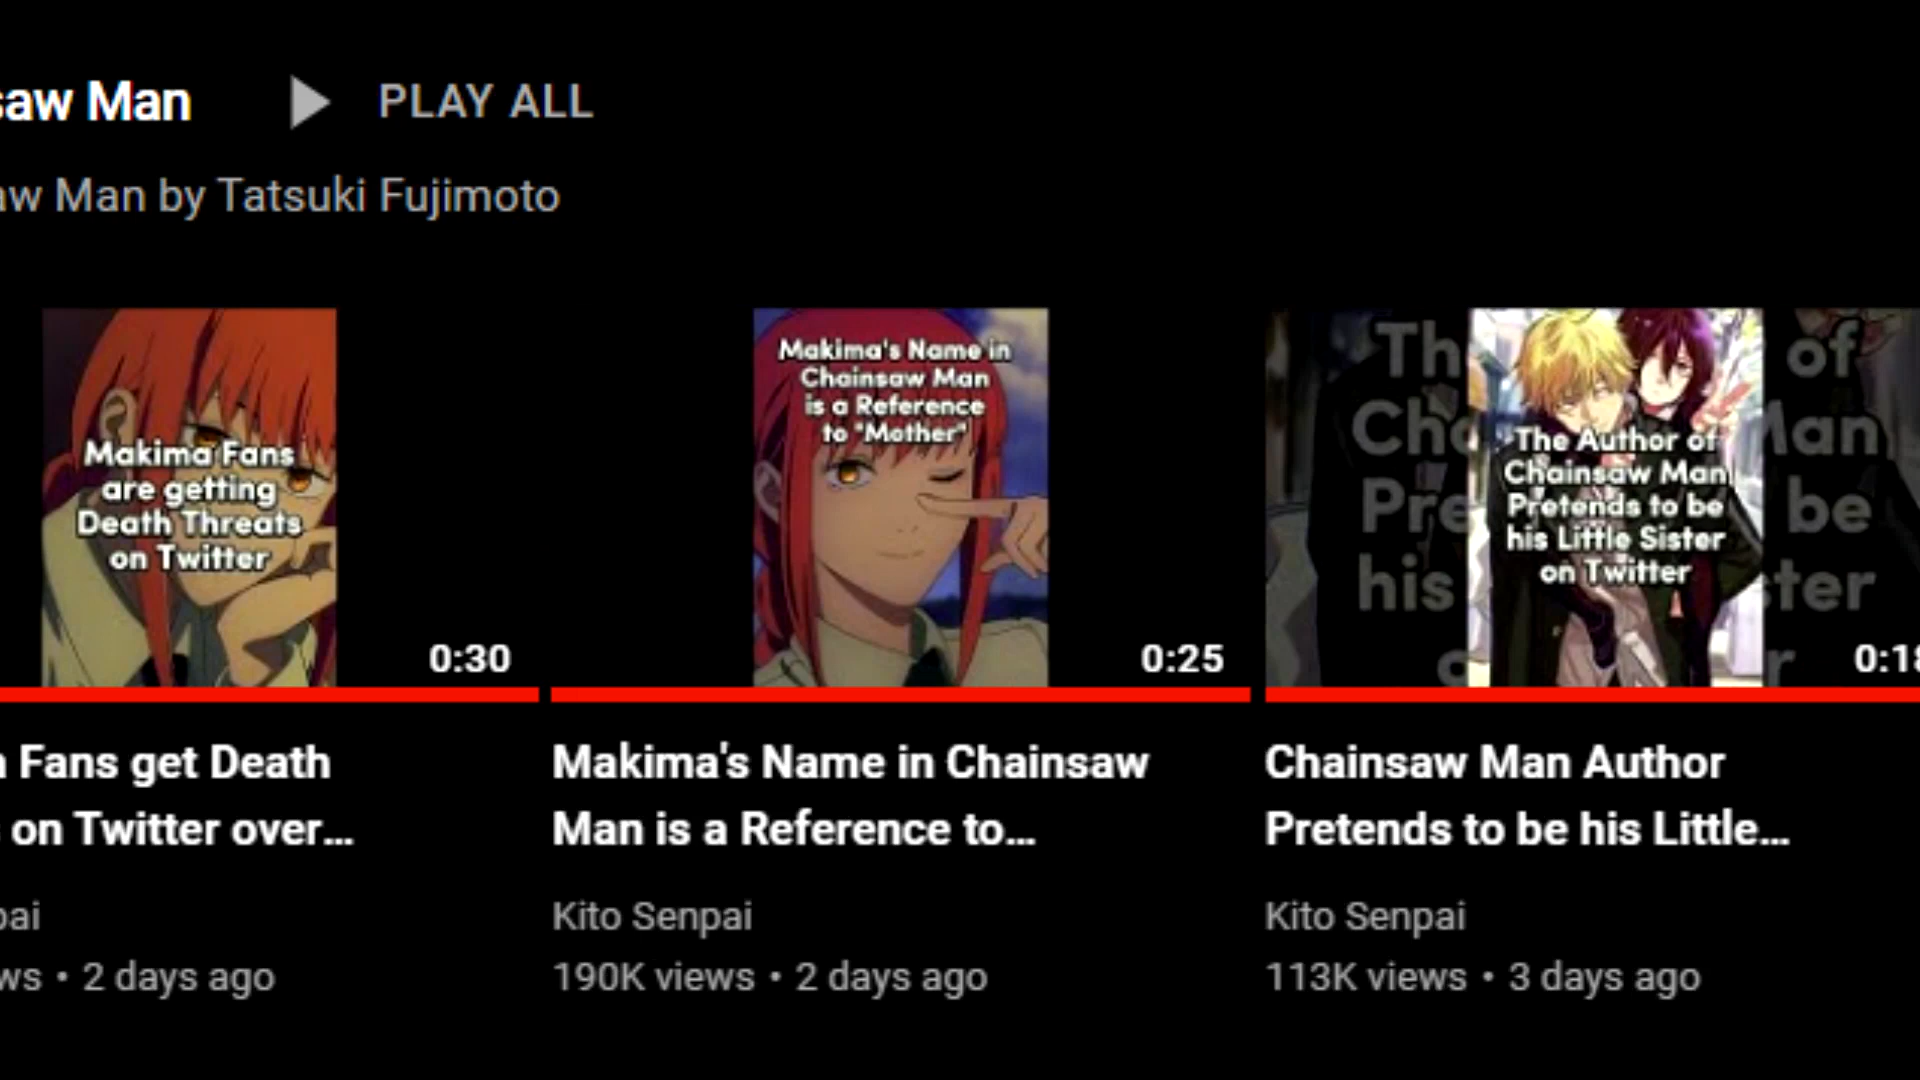 saw Man
PLAY ALL
aw Man by Tatsuki Fujimoto
Makima Fans
are getting
Death Threats
on Twitter
0:30
Makima's Name in
Chainsaw Man
is a Reference
to "Mother"
0:25
The Author of
Chainsaw Man
Pretends to be
his Little Sister
on Twitter
0:18
Fans get Death
on Twitter over...
Makima's Name in Chainsaw
Man is a Reference to...
Chainsaw Man Author
Pretends to be his Little...
pai
Kito Senpai
Kito Senpai
ws • 2 days ago
190K views • 2 days ago
113K views • 3 days ago